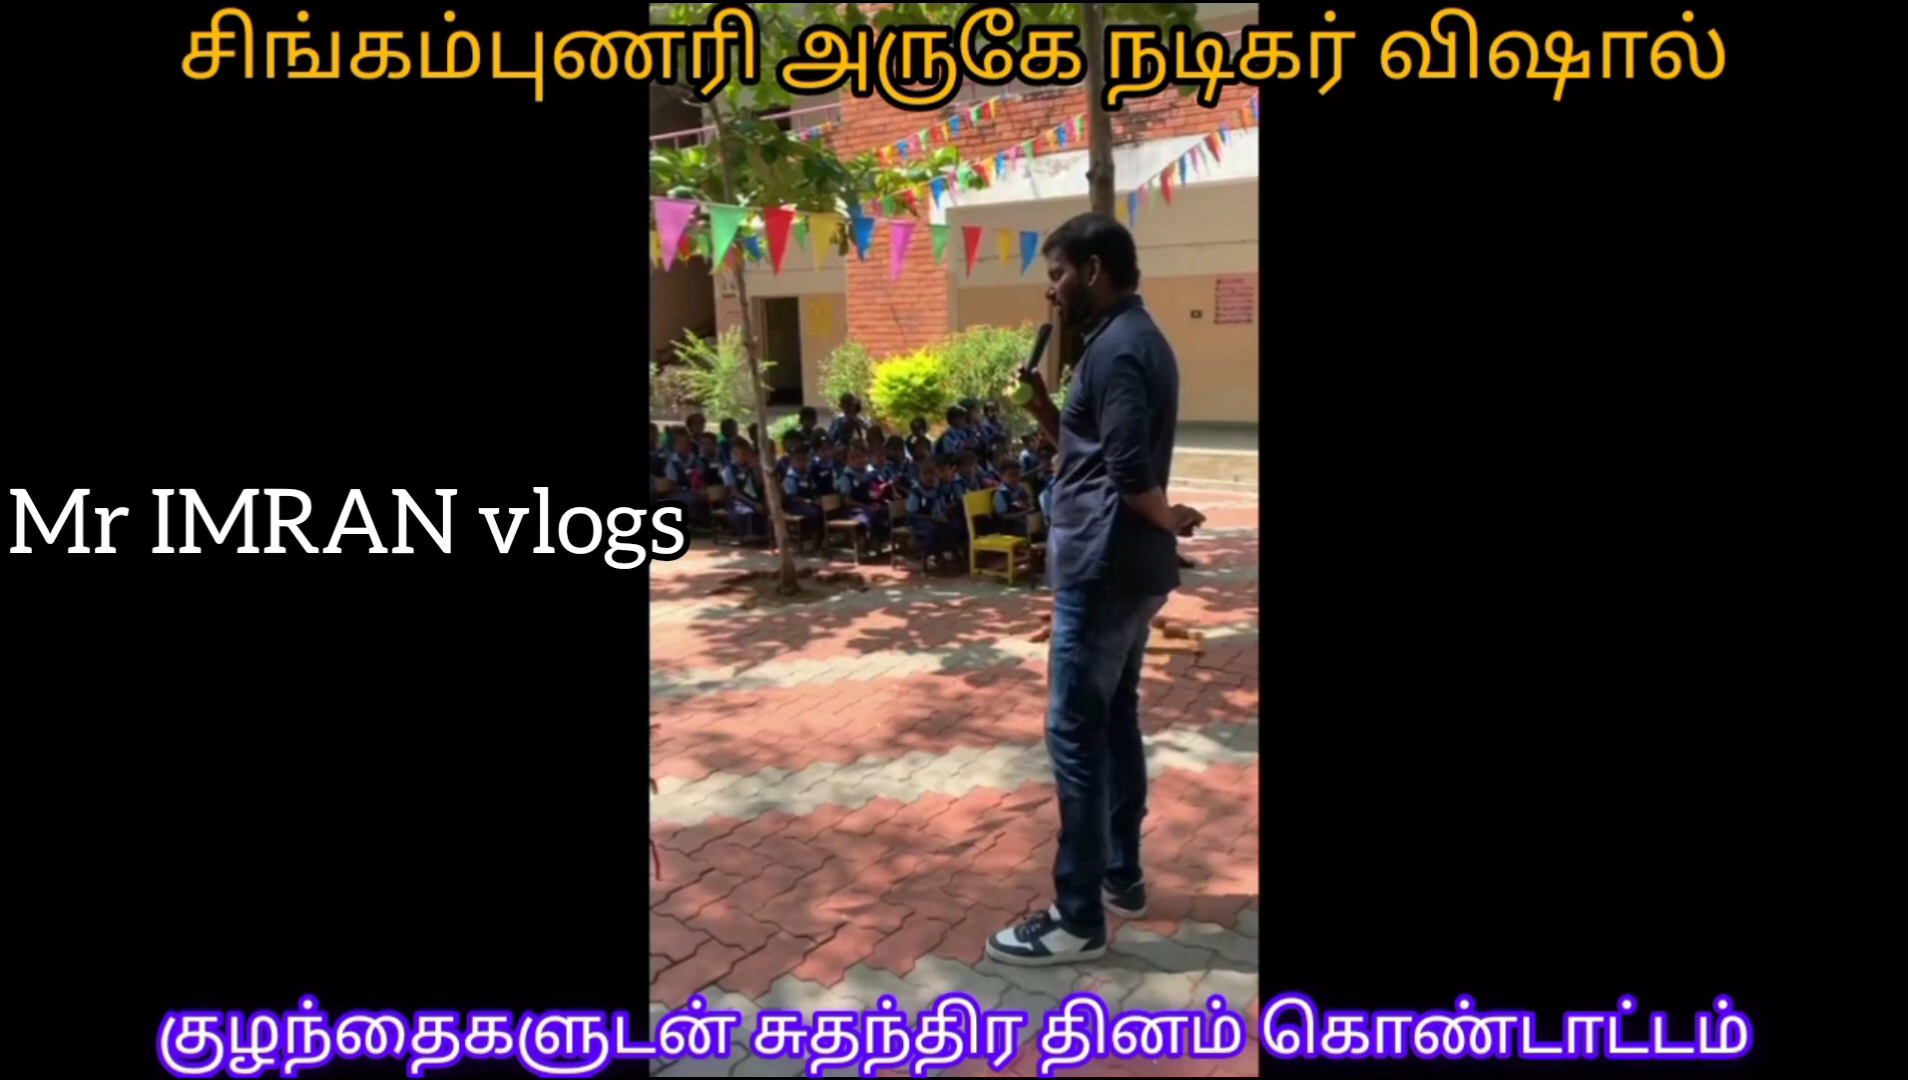 சிங்கம்புணரி அருகே நடிகர் விஷால்
Mr IMRAN vlogs
குழந்தைகளுடன் சுதந்திர தினம் கொண்டாட்டம்